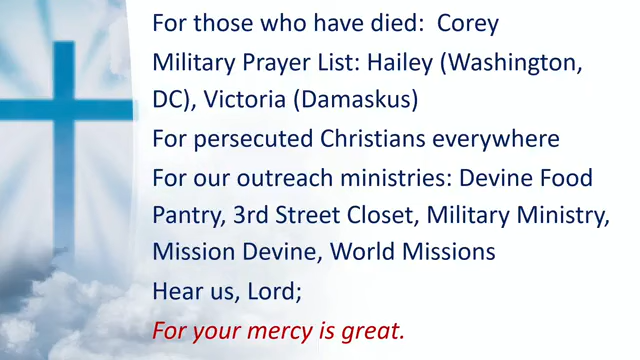 For those who have died:  Corey
Military Prayer List: Hailey (Washington,
DC), Victoria (Damaskus)
For persecuted Christians everywhere
For our outreach ministries: Devine Food
Pantry, 3rd Street Closet, Military Ministry,
Mission Devine, World Missions
Hear us, Lord;
For your mercy is great.